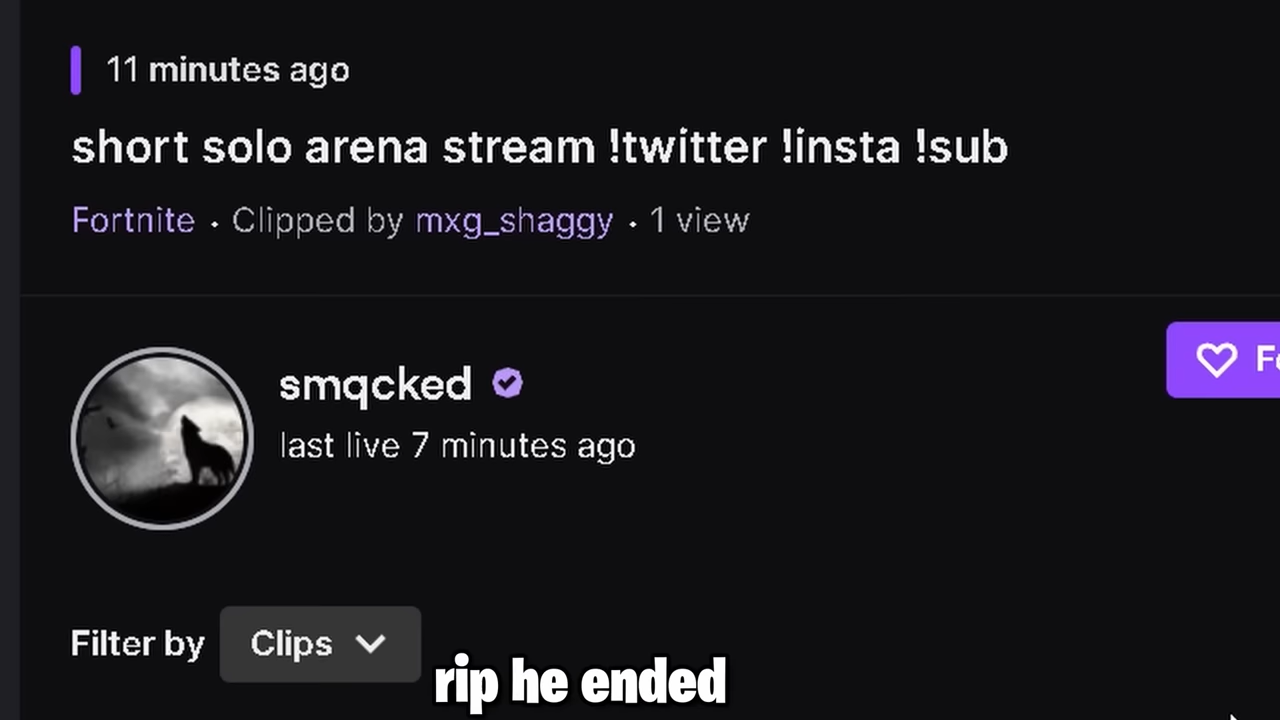 11 minutes ago
short solo arena stream !twitter !insta !sub
Fortnite • Clipped by mxg_shaggy • 1 view
smqcked
last live 7 minutes ago
Filter by Clips
rip he ended